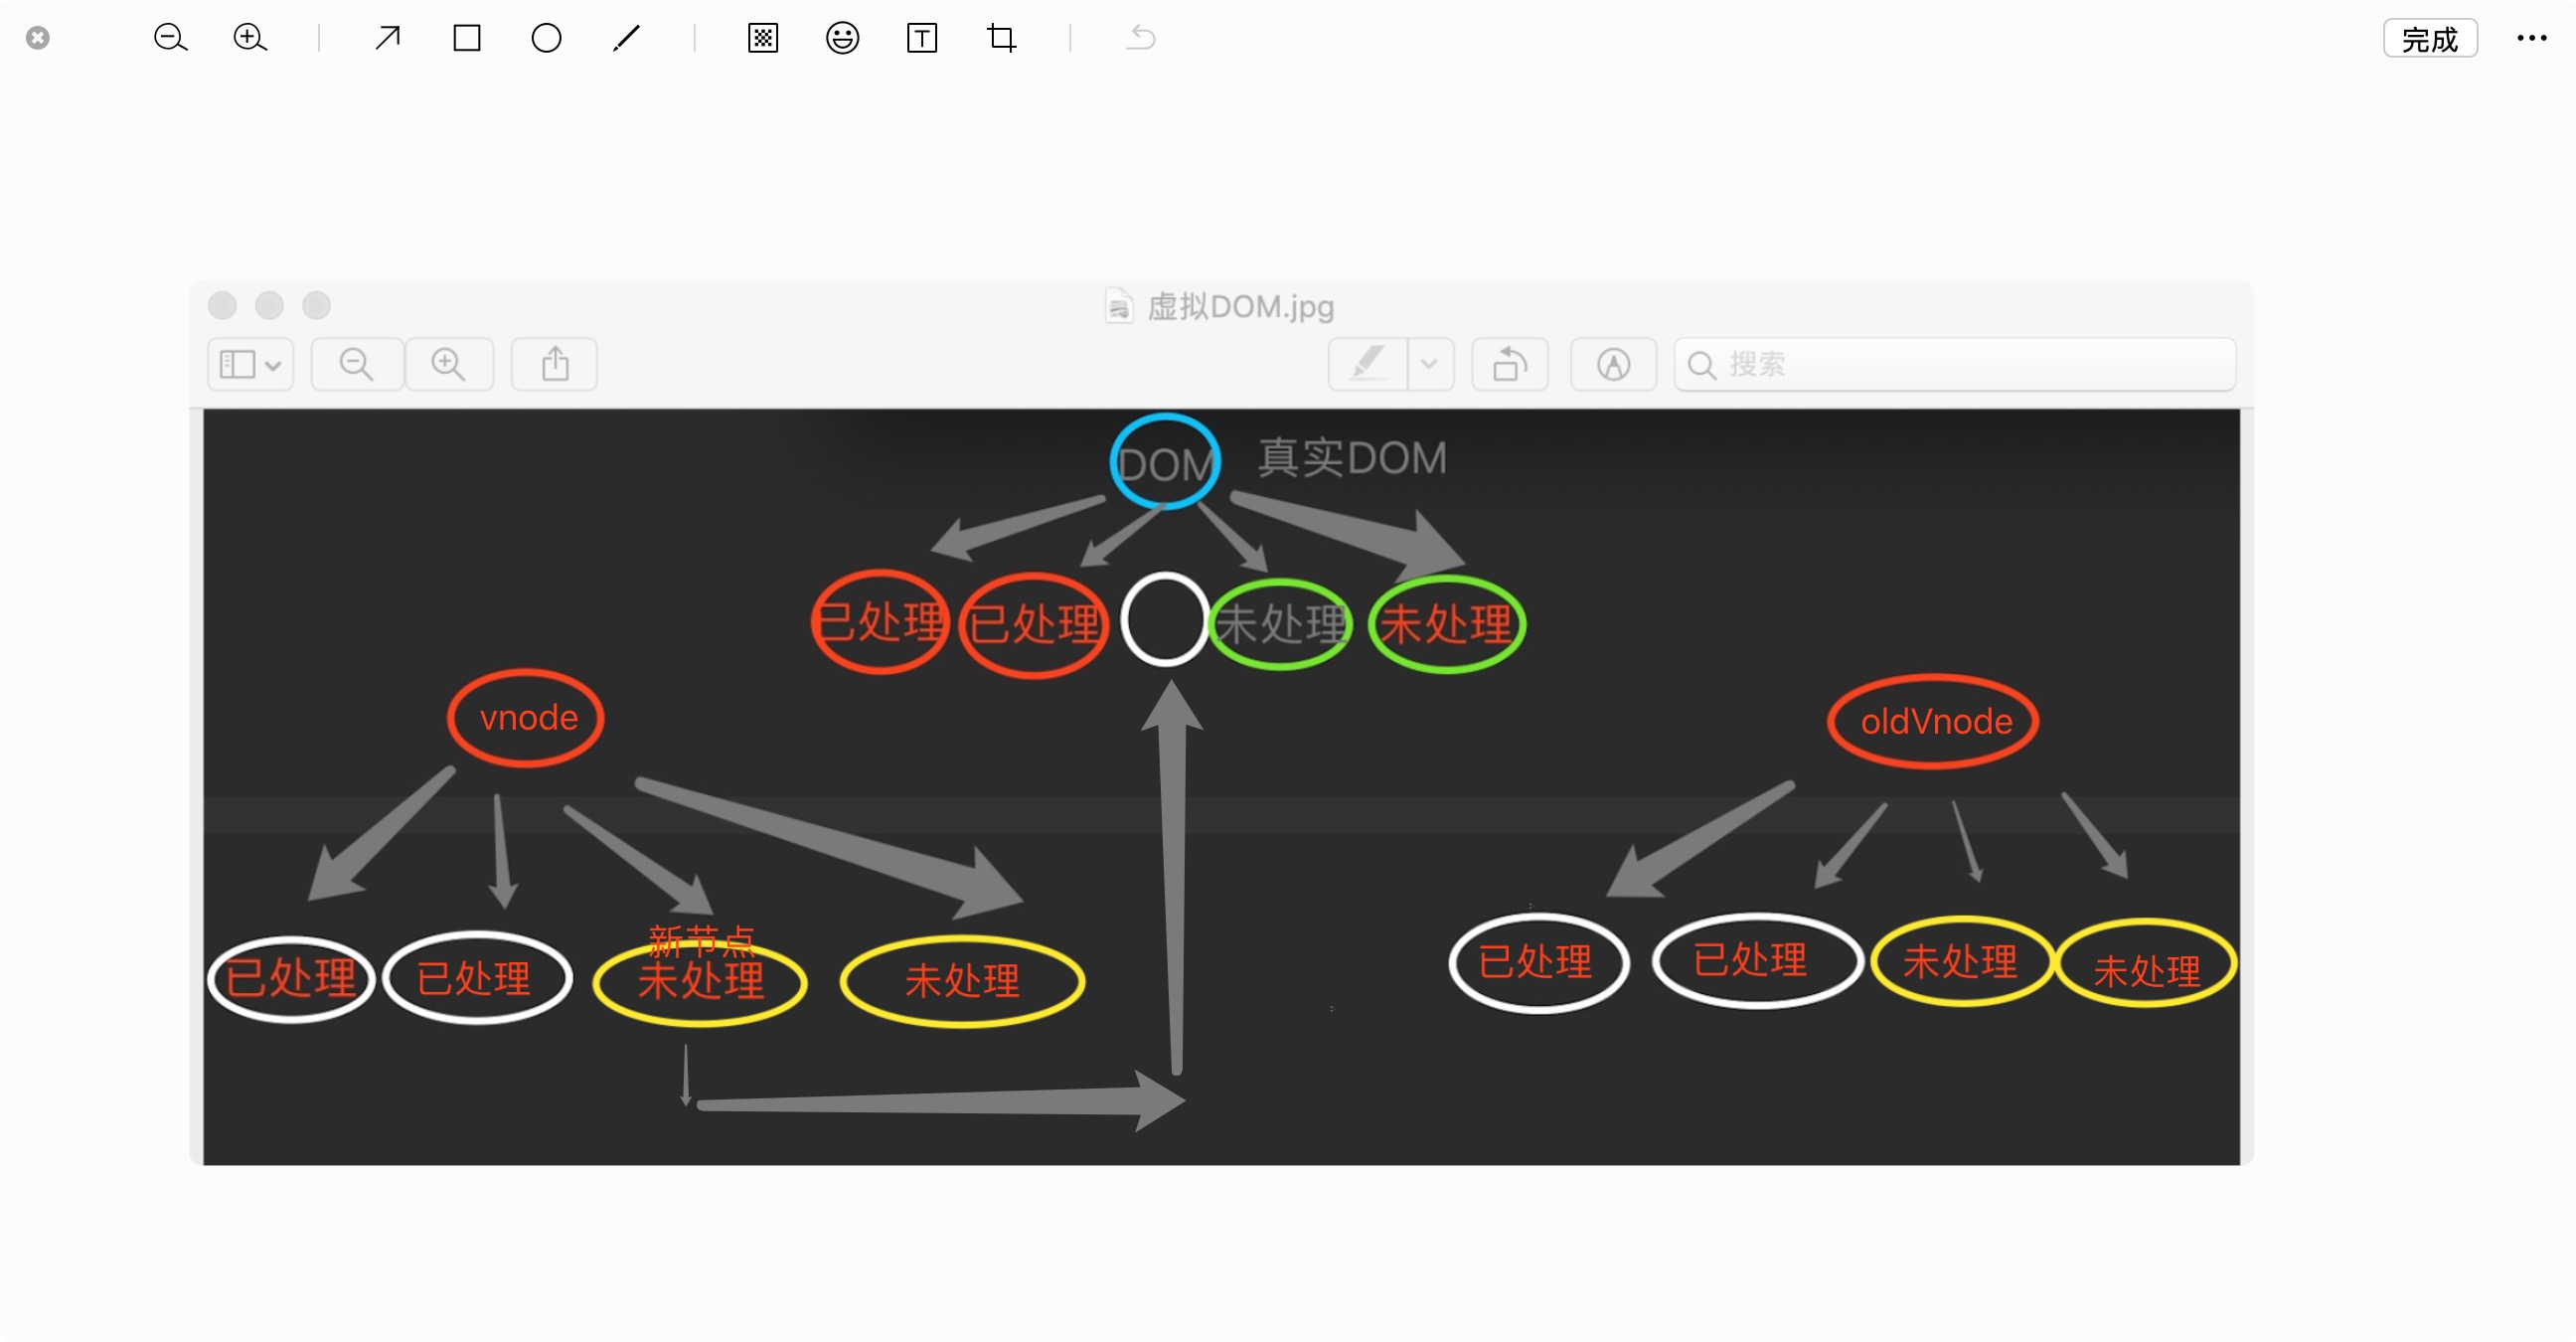 T
完成
虚拟DOM.jpg
搜索
DOM
真实DOM
已处理
已处理
未处理
未处理
vnode
oldVnode
已处理
已处理
新节点
未处理
未处理
已处理
已处理
未处理
未处理